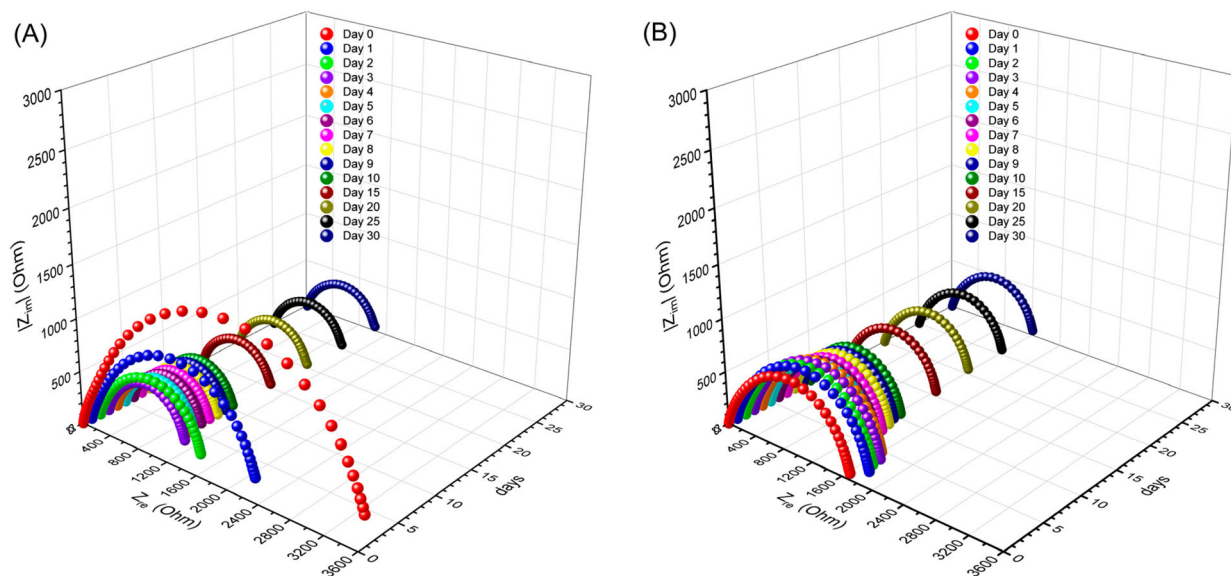 (A)
Day 0
Day 1
Day 2
Day 3
Day 4
Day 5
Day 6
Day 7
Day 8
Day 9
Day 10
Day 15
Day 20
Day 25
Day 30
3000
2500
2000
1500
1000
500
|Z_im| (Ohm)
400
800
1200
1600
2000
2400
2800
3200
3600
Z_re (Ohm)
0
5
10
15
20
25
30
days
(B)
Day 0
Day 1
Day 2
Day 3
Day 4
Day 5
Day 6
Day 7
Day 8
Day 9
Day 10
Day 15
Day 20
Day 25
Day 30
3000
2500
2000
1500
1000
500
|Z_im| (Ohm)
400
800
1200
1600
2000
2400
2800
3200
3600
Z_re (Ohm)
0
5
10
15
20
25
30
days